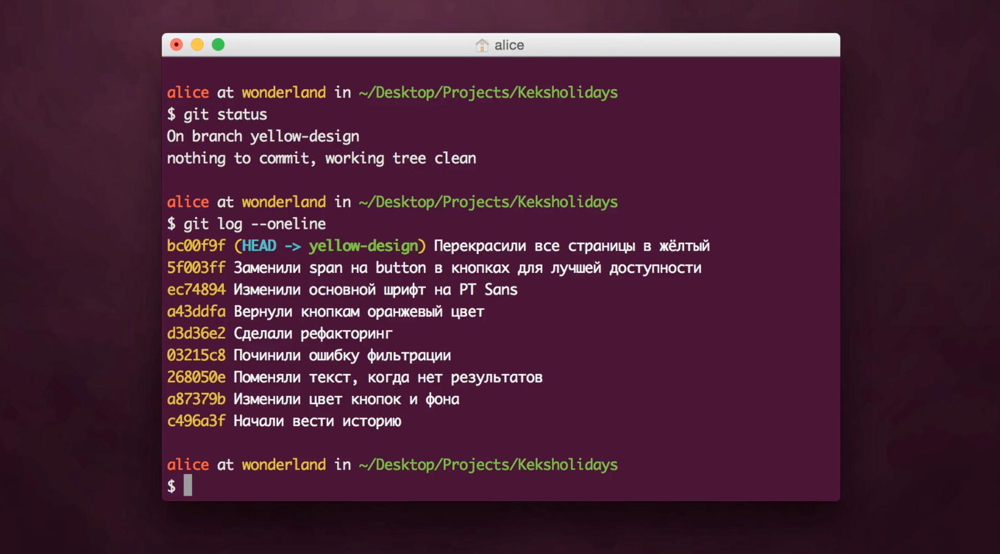 alice
alice at wonderland in ~/Desktop/Projects/Keksholidays
$ git status
On branch yellow-design
nothing to commit, working tree clean
alice at wonderland in ~/Desktop/Projects/Keksholidays
$ git log --oneline
bc00f9f (HEAD -> yellow-design) Перекрасили все страницы в жёлтый
5f003ff Заменили span на button в кнопках для лучшей доступности
ec74894 Изменили основной шрифт на PT Sans
a43ddfa Вернули кнопкам оранжевый цвет
d3d36e2 Сделали рефакторинг
03215c8 Починили ошибку фильтрации
268050e Поменяли текст, когда нет результатов
a87379b Изменили цвет кнопок и фона
c496a3f Начали вести историю
alice at wonderland in ~/Desktop/Projects/Keksholidays
$